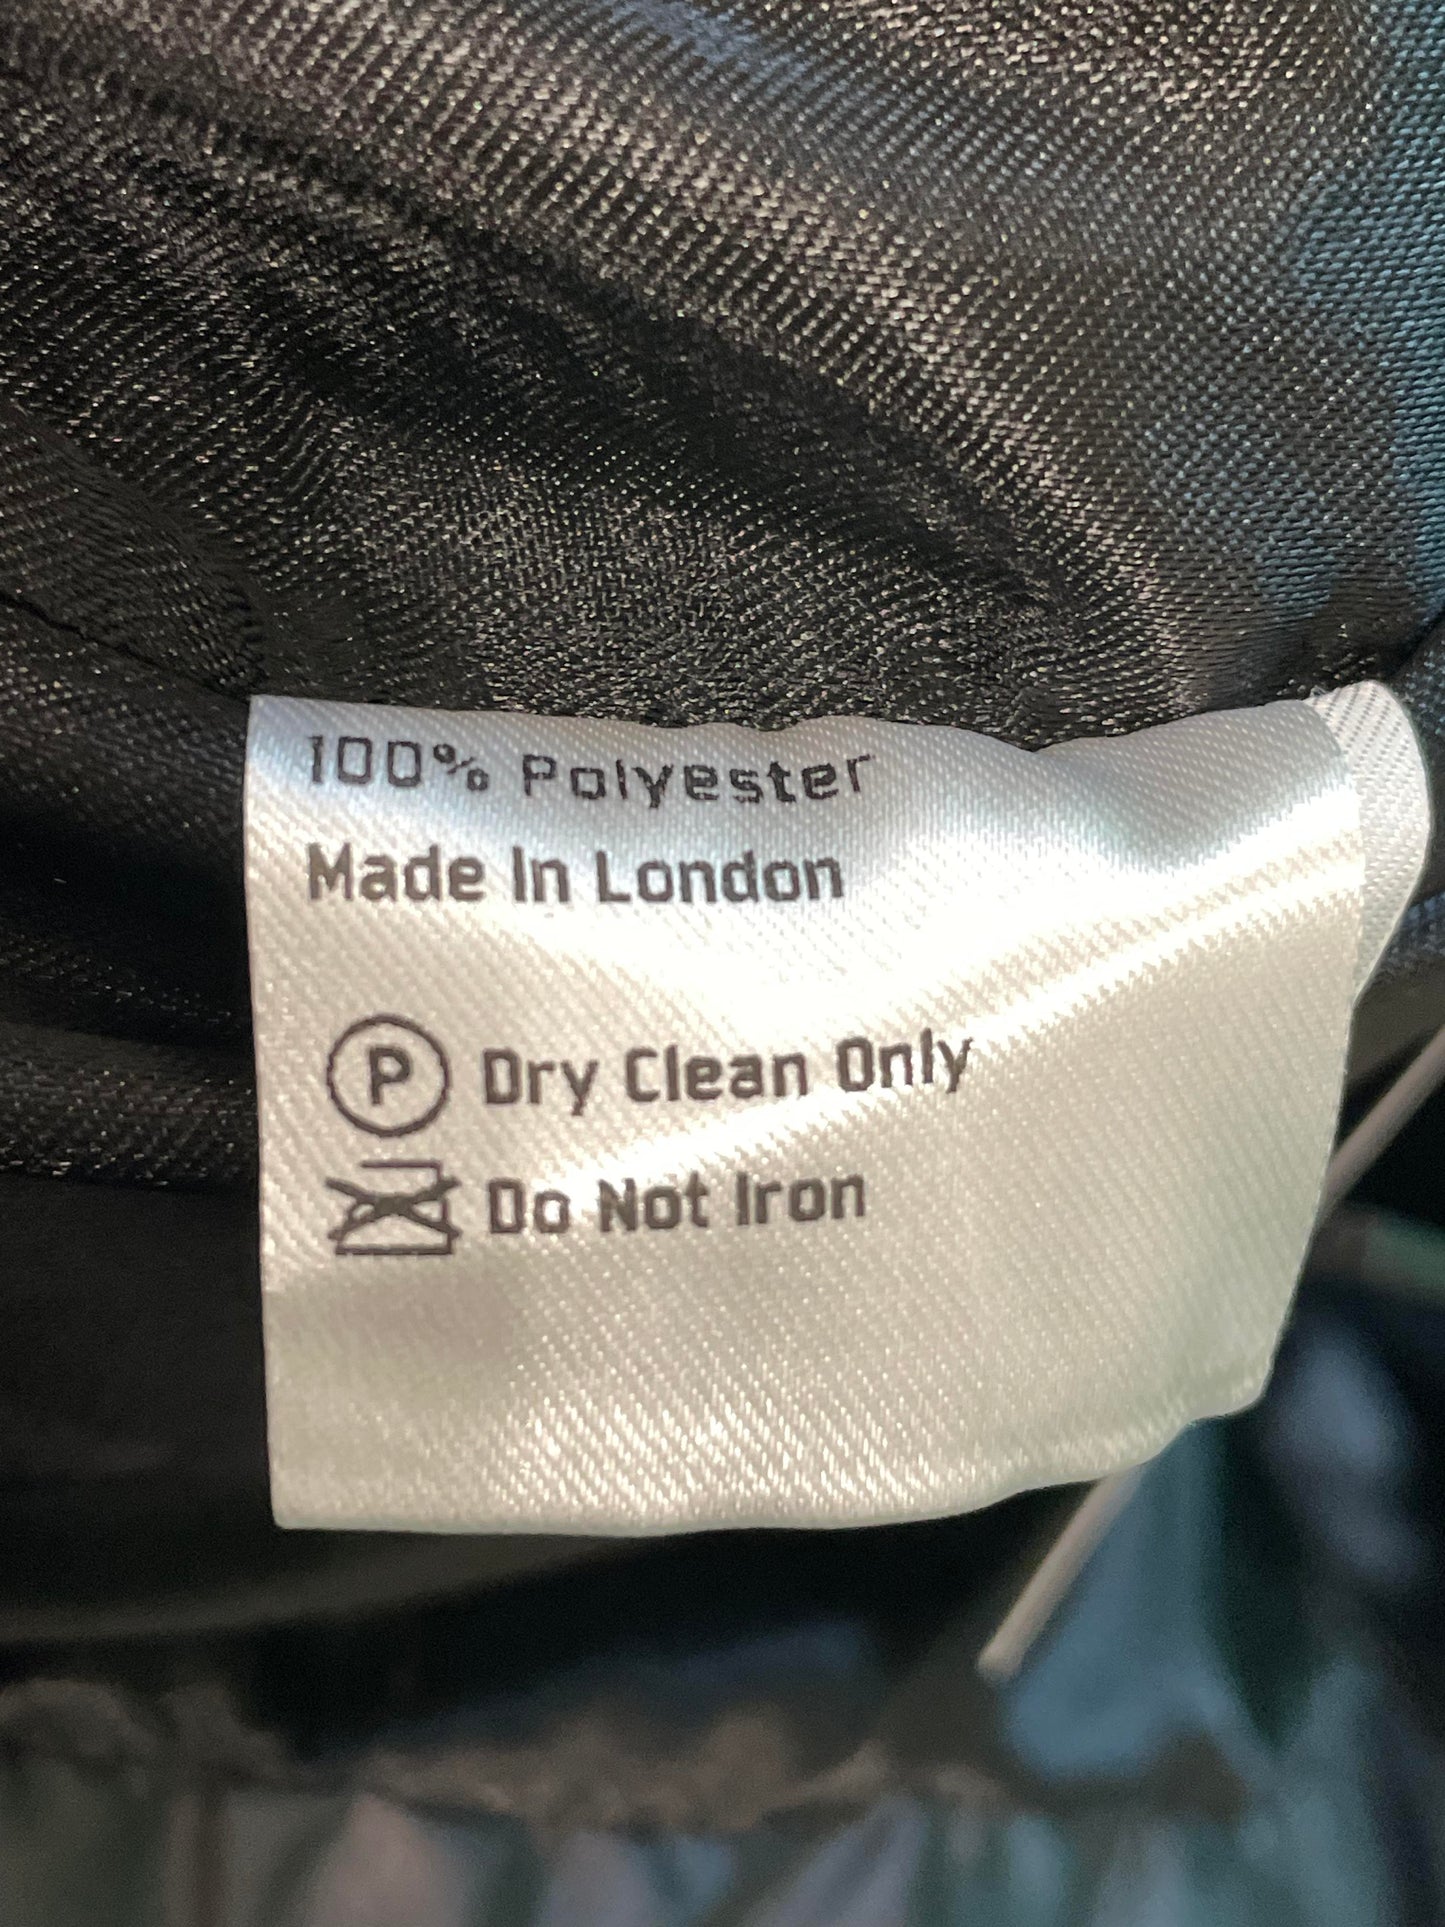 100% Polyester
Made In London
P Dry Clean Only
Do Not Iron